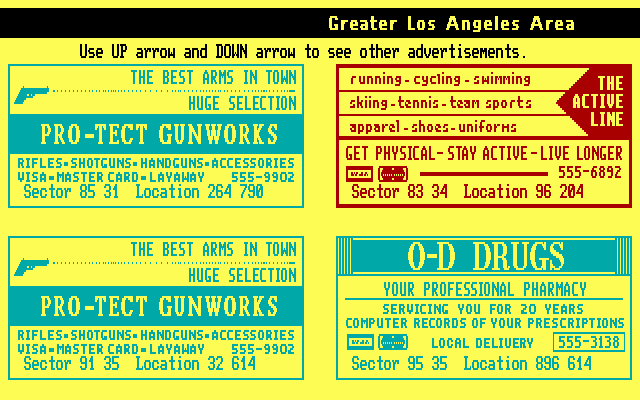 Greater Los Angeles Area
Use UP arrow and DOWN arrow to see other advertisements.
THE BEST ARMS IN TOWN
HUGE SELECTION
PRO-TECT GUNWORKS
RIFLES•SHOTGUNS•HANDGUNS•ACCESSORIES
VISA•MASTER CARD•LAYAWAY 555-9902
Sector 85 31 Location 264 790
running-cycling-swimming
skiing-tennis-team sports
apparel-shoes-uniforms
THE
ACTIVE
LINE
GET PHYSICAL-STAY ACTIVE-LIVE LONGER
555-6892
Sector 83 34 Location 96 204
THE BEST ARMS IN TOWN
HUGE SELECTION
PRO-TECT GUNWORKS
RIFLES•SHOTGUNS•HANDGUNS•ACCESSORIES
VISA•MASTER CARD•LAYAWAY 555-9902
Sector 91 35 Location 32 614
O-D DRUGS
YOUR PROFESSIONAL PHARMACY
SERVICING YOU FOR 20 YEARS
COMPUTER RECORDS OF YOUR PRESCRIPTIONS
LOCAL DELIVERY 555-3138
Sector 95 35 Location 896 614